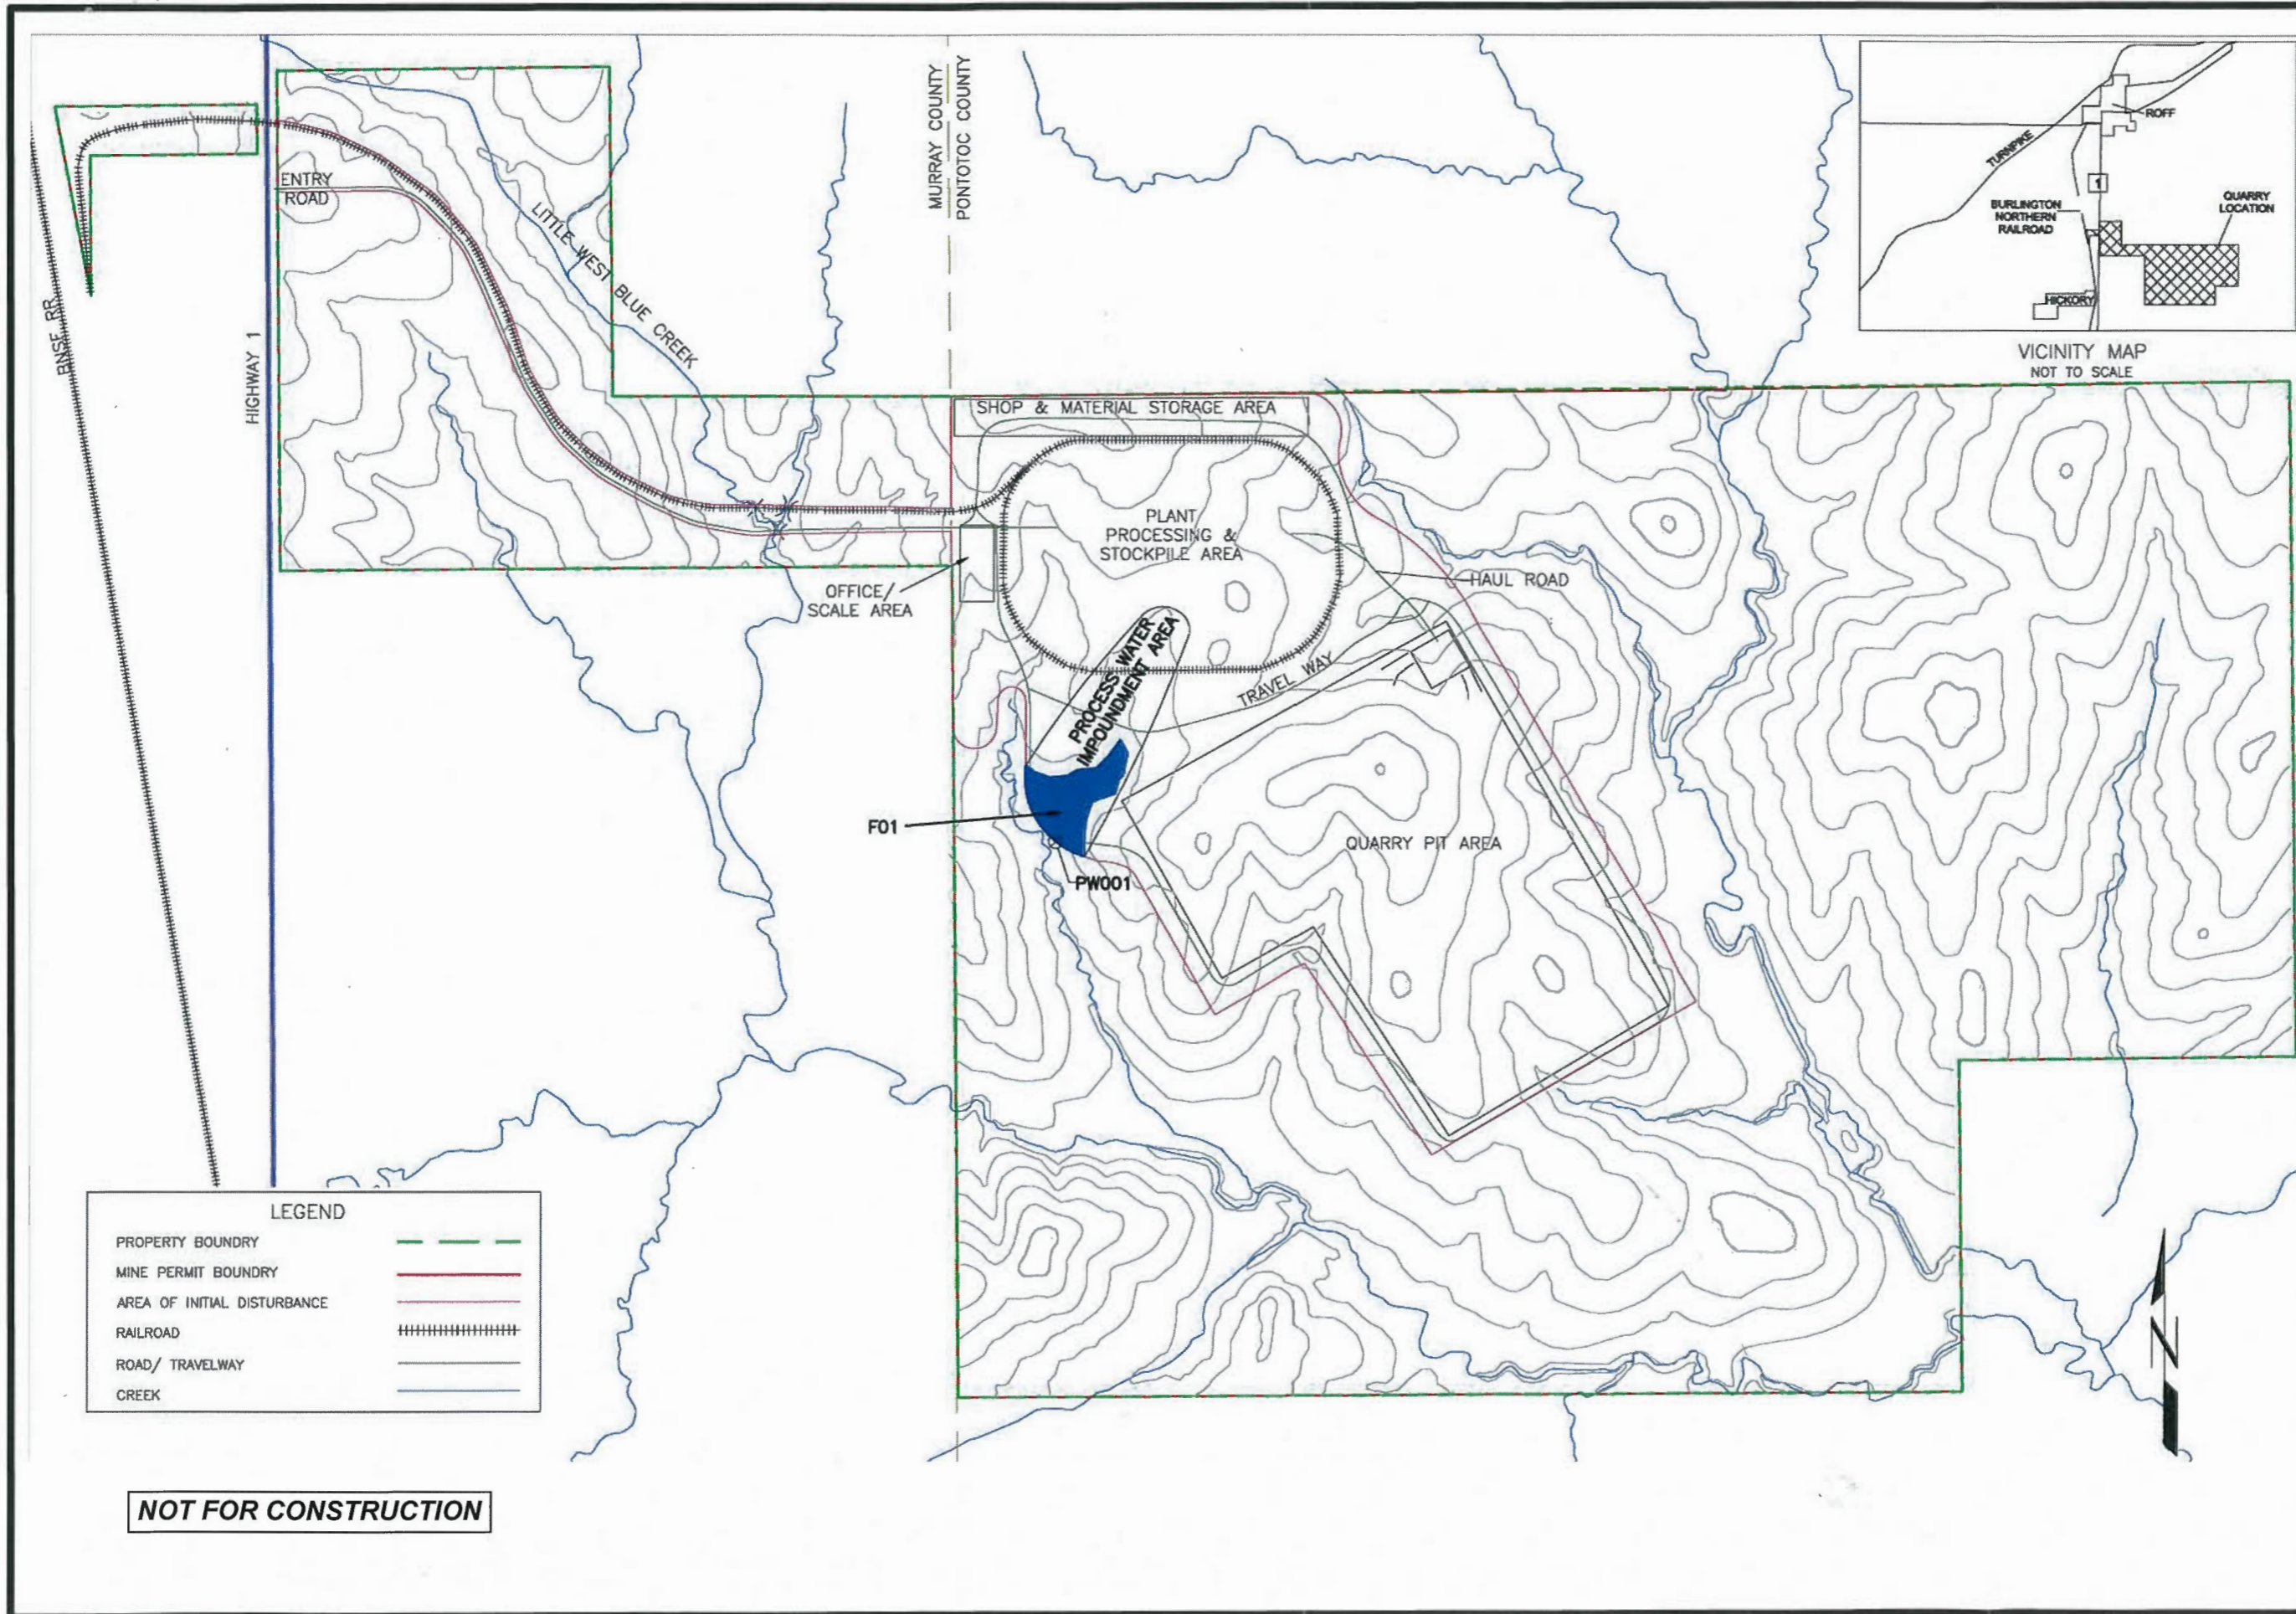 MURRAY COUNTY
PONTOTOC COUNTY
ROFF
TURNPIKE
1
BURLINGTON
NORTHERN
RAILROAD
QUARRY
LOCATION
HICKORY
VICINITY MAP
NOT TO SCALE
ENTRY
ROAD
LITTLE WEST BLUE CREEK
BNSF RR
HIGHWAY 1
SHOP & MATERIAL STORAGE AREA
PLANT
PROCESSING &
STOCKPILE AREA
OFFICE/
SCALE AREA
HAUL ROAD
PROCESS WATER
IMPOUNDMENT AREA
TRAVEL WAY
F01
QUARRY PIT AREA
PW001
LEGEND
PROPERTY BOUNDRY
MINE PERMIT BOUNDRY
AREA OF INITIAL DISTURBANCE
RAILROAD
ROAD/ TRAVELWAY
CREEK
N
NOT FOR CONSTRUCTION